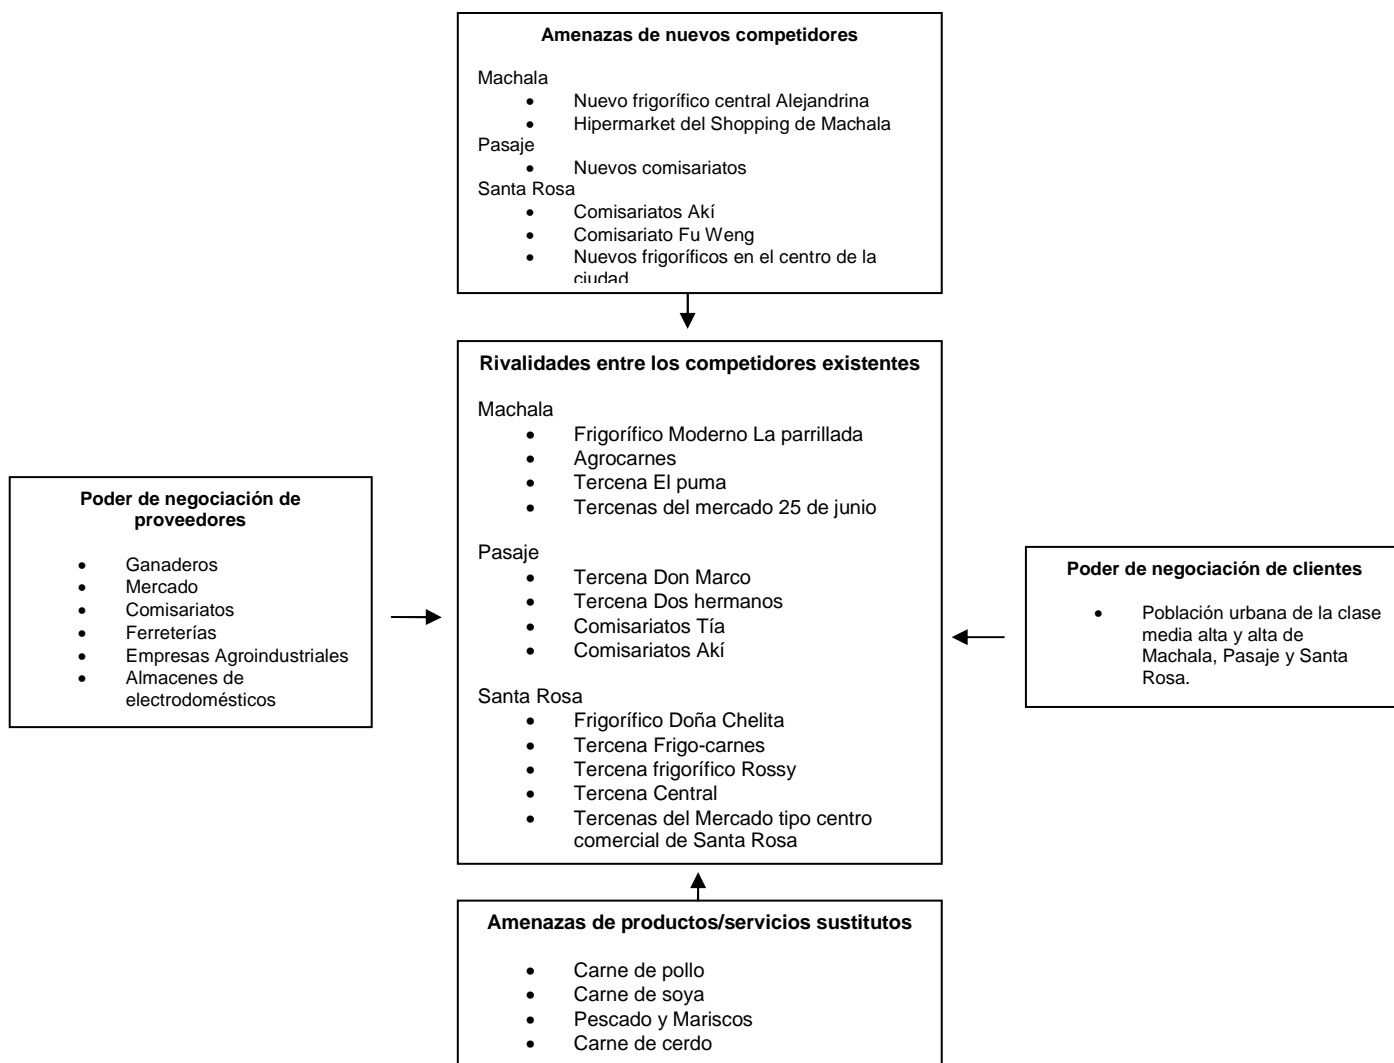 Amenazas de nuevos competidores
Machala
• Nuevo frigorífico central Alejandrina
• Hipermarket del Shopping de Machala
Pasaje
• Nuevos comisariatos
Santa Rosa
• Comisariatos Akí
• Comisariato Fu Weng
• Nuevos frigoríficos en el centro de la
ciudad
Rivalidades entre los competidores existentes
Machala
• Frigorífico Moderno La parrillada
• Agrocarnes
• Tercena El puma
• Tercenas del mercado 25 de junio
Pasaje
• Tercena Don Marco
• Tercena Dos hermanos
• Comisariatos Tía
• Comisariatos Akí
Santa Rosa
• Frigorífico Doña Chelita
• Tercena Frigo-carnes
• Tercena frigorífico Rossy
• Tercena Central
• Tercenas del Mercado tipo centro
comercial de Santa Rosa
Poder de negociación de
proveedores
• Ganaderos
• Mercado
• Comisariatos
• Ferreterías
• Empresas Agroindustriales
• Almacenes de
electrodomésticos
Poder de negociación de clientes
• Población urbana de la clase
media alta y alta de
Machala, Pasaje y Santa
Rosa.
Amenazas de productos/servicios sustitutos
• Carne de pollo
• Carne de soya
• Pescado y Mariscos
• Carne de cerdo